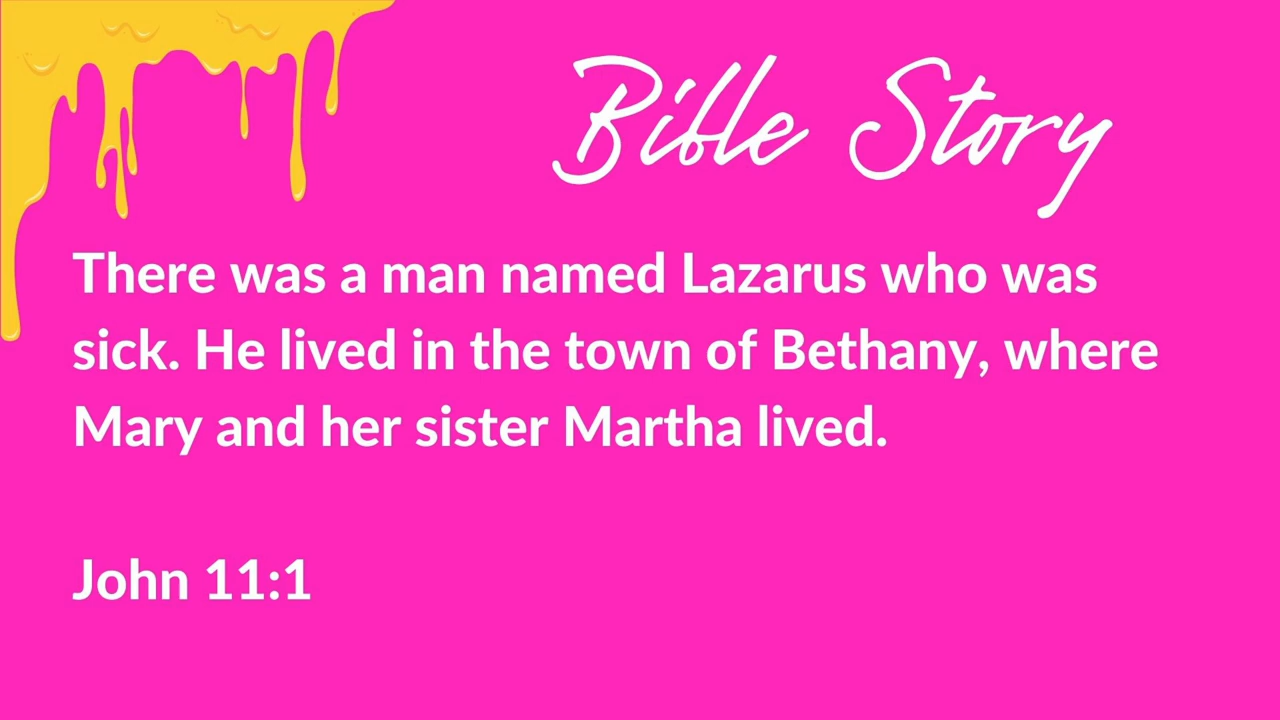 Bible Story
There was a man named Lazarus who was
sick. He lived in the town of Bethany, where
Mary and her sister Martha lived.
John 11:1